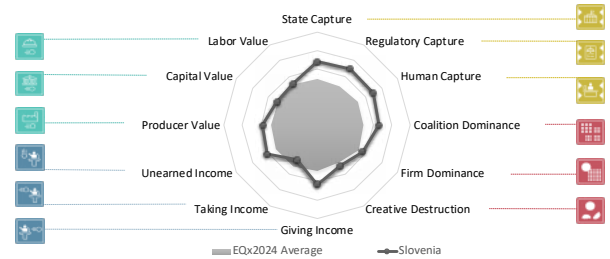 State Capture
Labor Value
Regulatory Capture
Capital Value
Human Capture
Producer Value
Coalition Dominance
Unearned Income
Firm Dominance
Taking Income
Creative Destruction
Giving Income
EQx2024 Average
Slovenia